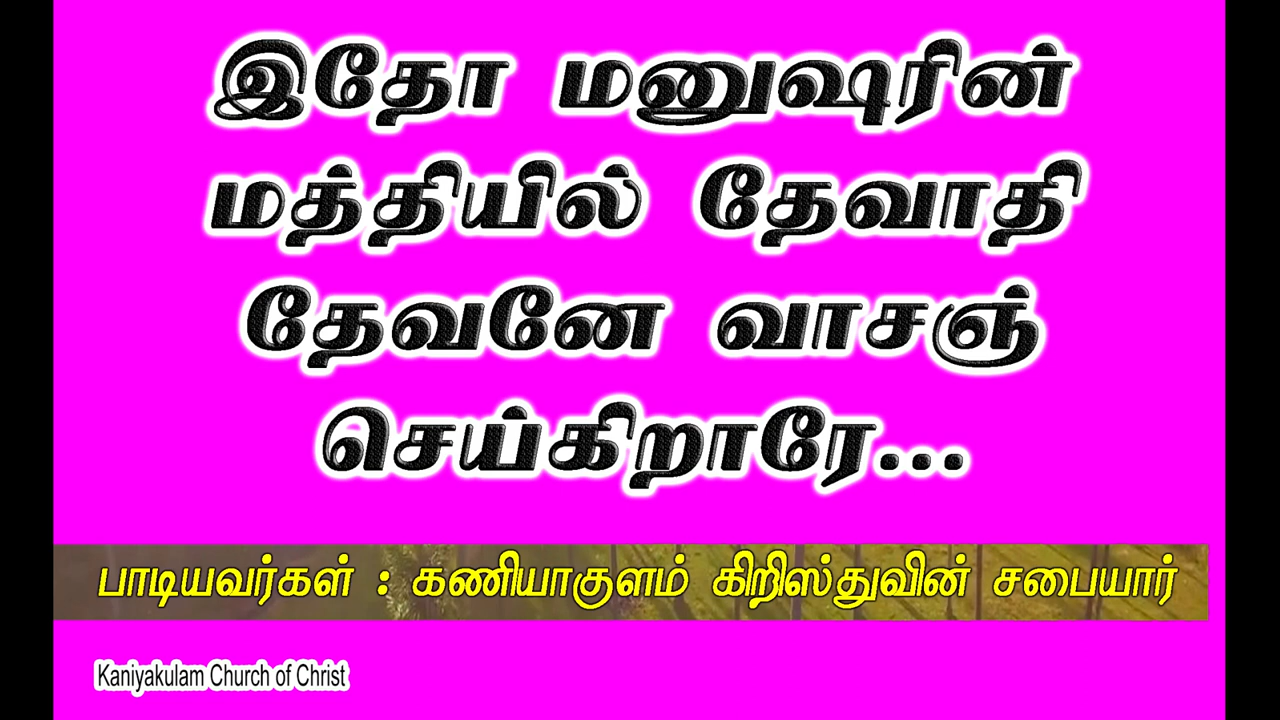 இதோ மனுஷரின்
மத்தியில் தேவாதி
தேவனே வாசஞ்
செய்கிறாரே...
பாடியவர்கள் : கணியாகுளம் கிறிஸ்துவின் சபையார்
Kaniyakulam Church of Christ